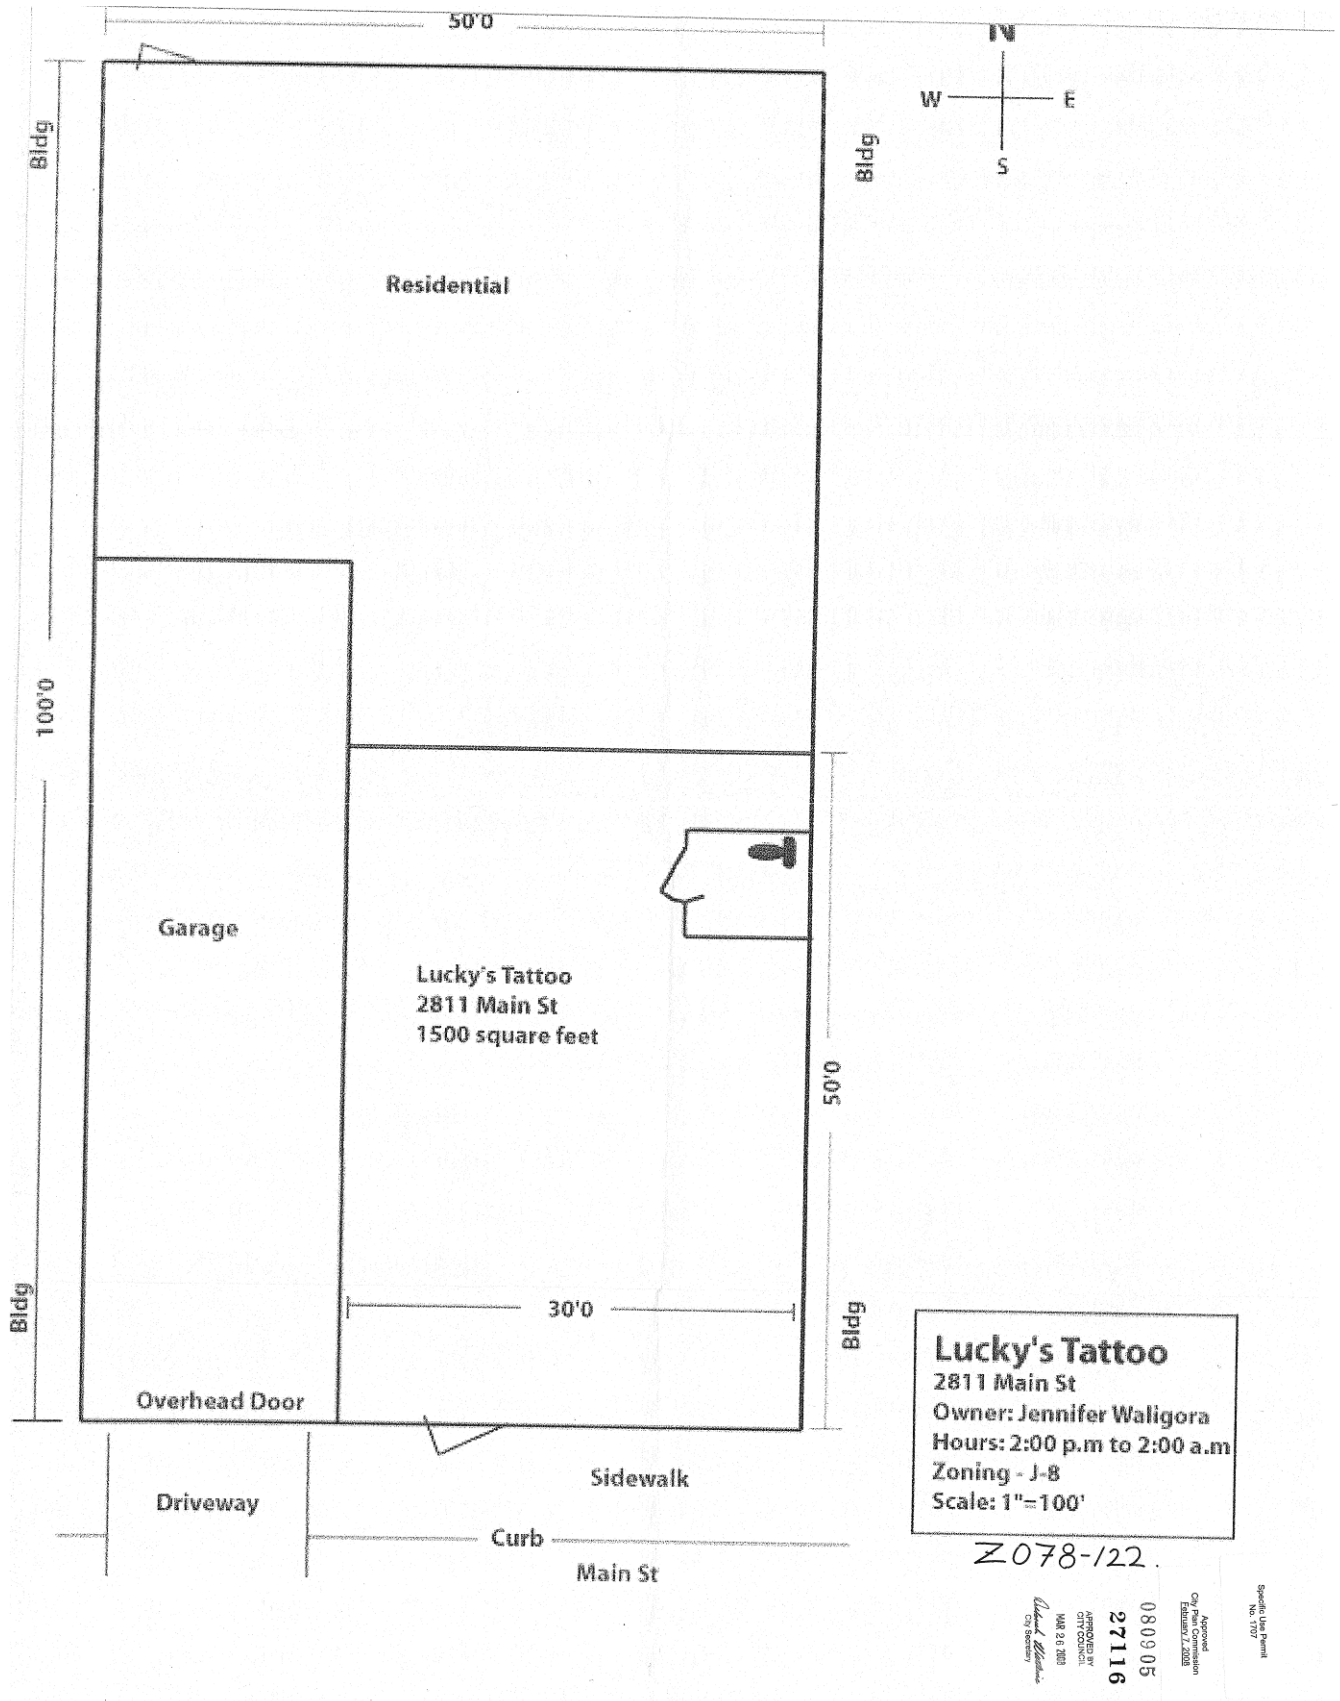 50'0
N
W E
S
Bldg
Bldg
Residential
100'0
Garage
Lucky's Tattoo
2811 Main St
1500 square feet
50'0
Bldg
30'0
Bldg
Overhead Door
Driveway
Sidewalk
Curb
Main St
Lucky's Tattoo
2811 Main St
Owner: Jennifer Waligora
Hours: 2:00 p.m to 2:00 a.m
Zoning - J-8
Scale: 1"=100'
Z078-122.
Specific Use Permit
No. 1707
Approved
City Plan Commission
February 7, 2008
080905
27116
APPROVED BY
CITY COUNCIL
MAR 26 2008
City Secretary